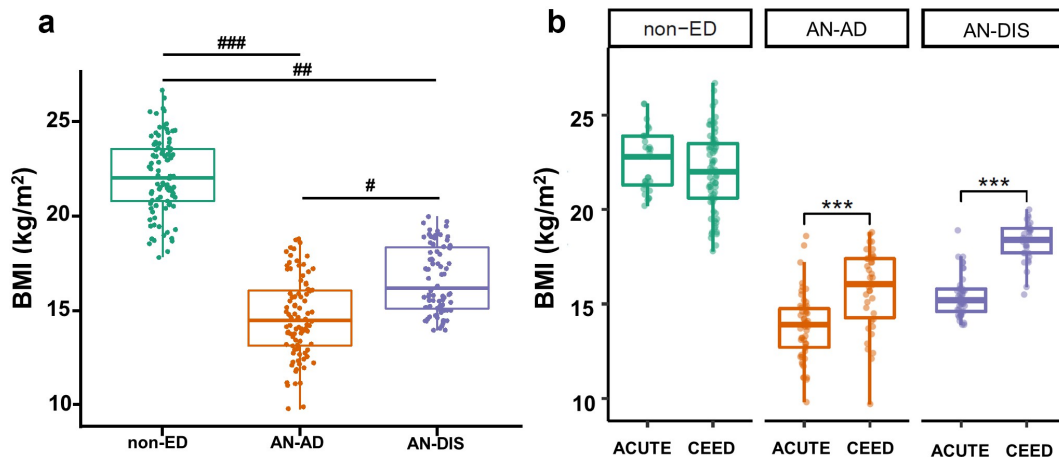 a
###
##
#
25
20
15
10
BMI (kg/m²)
non-ED
AN-AD
AN-DIS
b
non−ED
AN-AD
AN-DIS
25
20
15
10
BMI (kg/m²)
***
***
ACUTE CEED ACUTE CEED ACUTE CEED